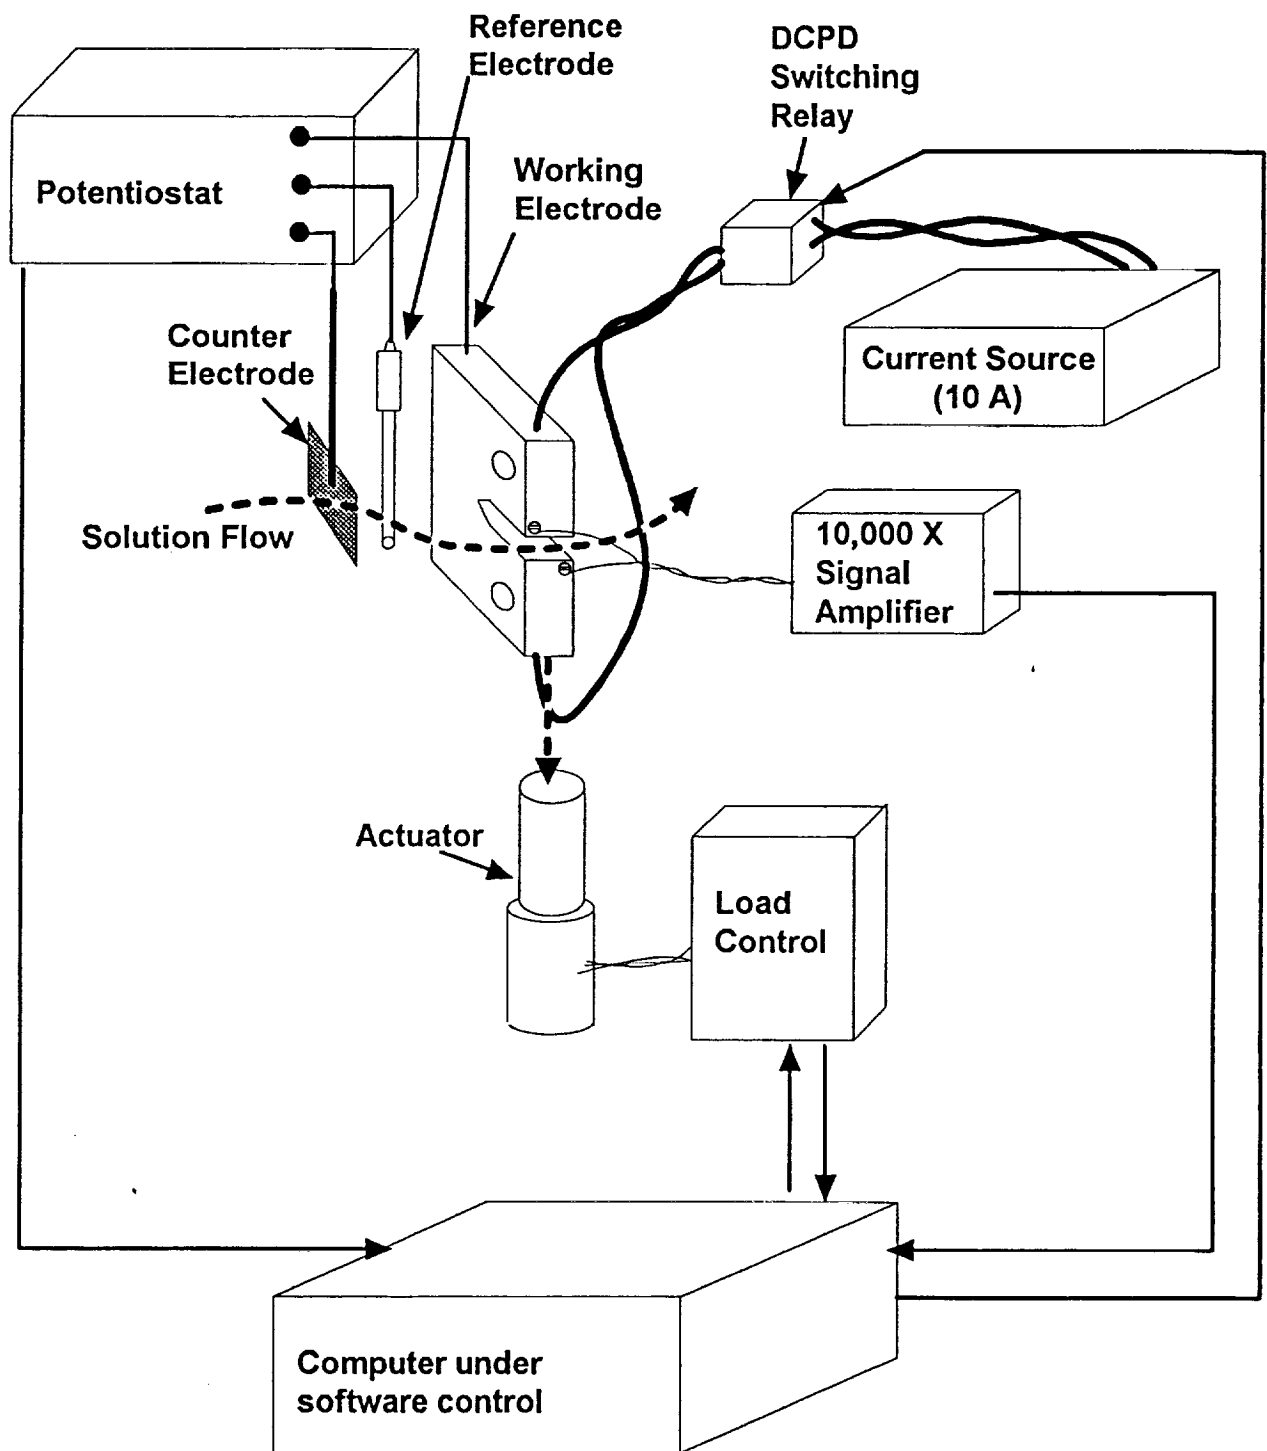 Reference
Electrode
DCPD
Switching
Relay
Potentiostat
Working
Electrode
Counter
Electrode
Current Source
(10 A)
Solution Flow
10,000 X
Signal
Amplifier
Actuator
Load
Control
Computer under
software control